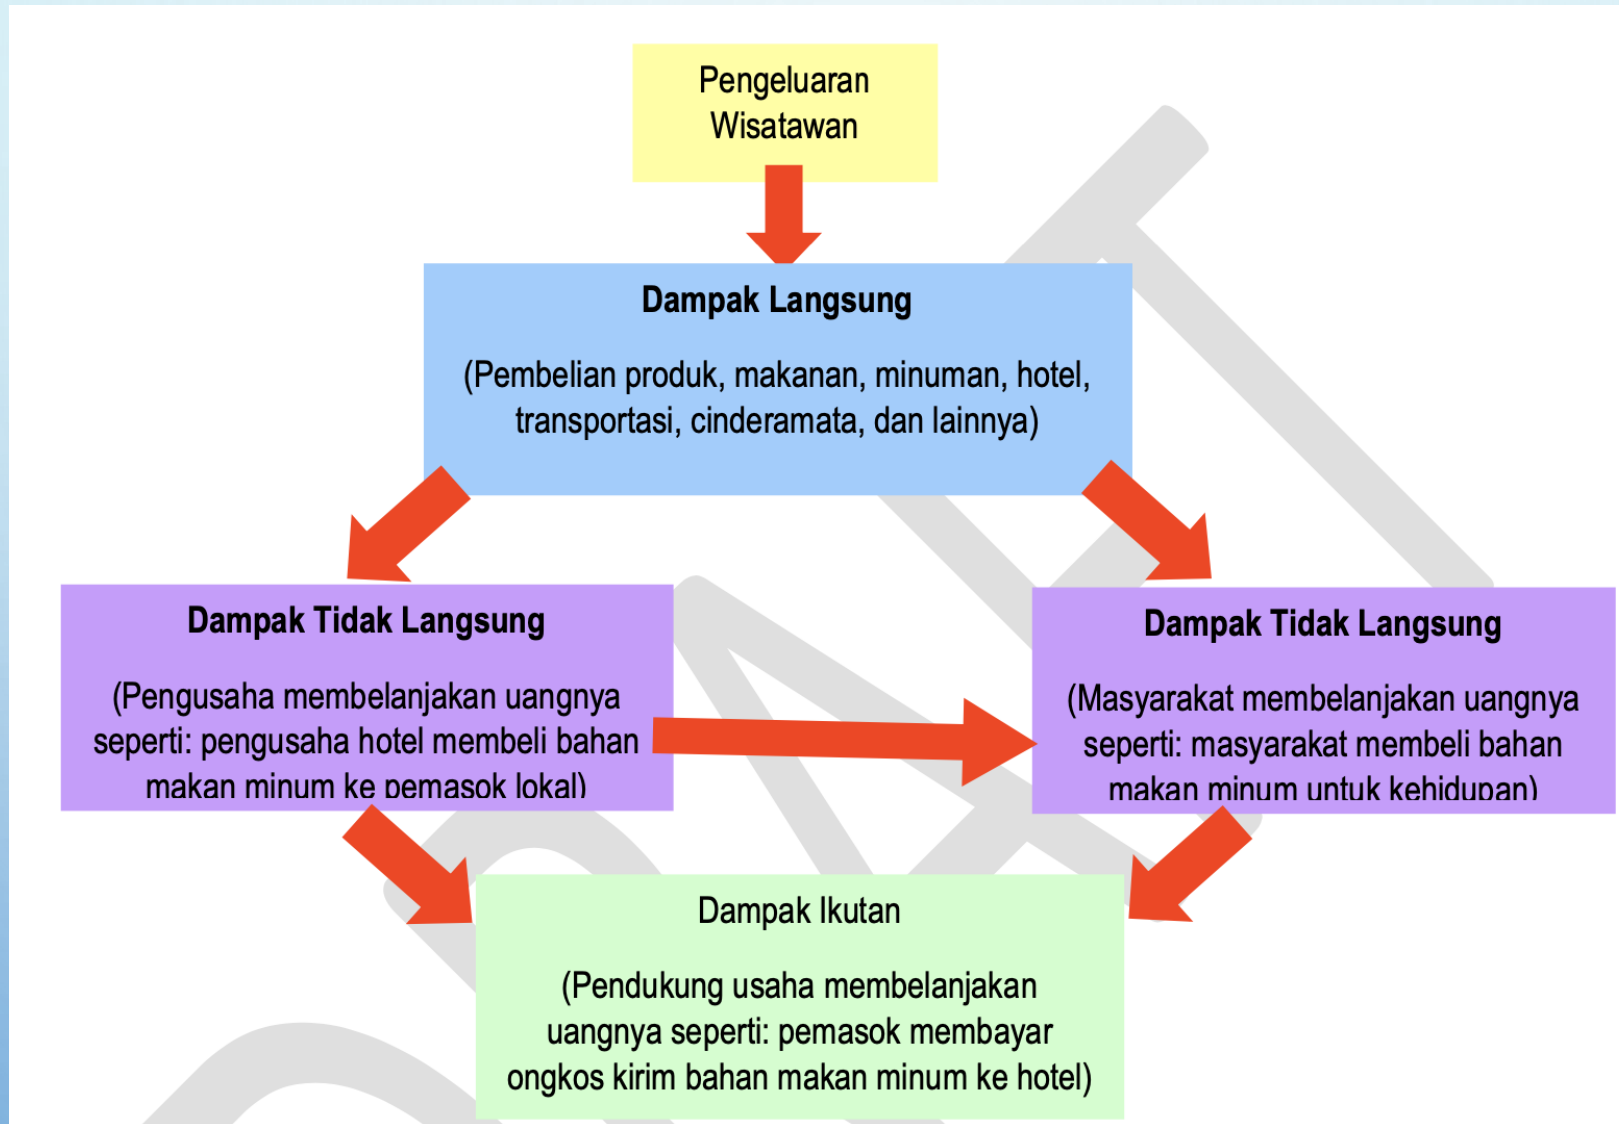 Pengeluaran
Wisatawan
Dampak Langsung
(Pembelian produk, makanan, minuman, hotel,
transportasi, cinderamata, dan lainnya)
Dampak Tidak Langsung
(Pengusaha membelanjakan uangnya
seperti: pengusaha hotel membeli bahan
makan minum ke pemasok lokal)
Dampak Tidak Langsung
(Masyarakat membelanjakan uangnya
seperti: masyarakat membeli bahan
makan minum untuk kehidupan)
Dampak Ikutan
(Pendukung usaha membelanjakan
uangnya seperti: pemasok membayar
ongkos kirim bahan makan minum ke hotel)
DRAFT